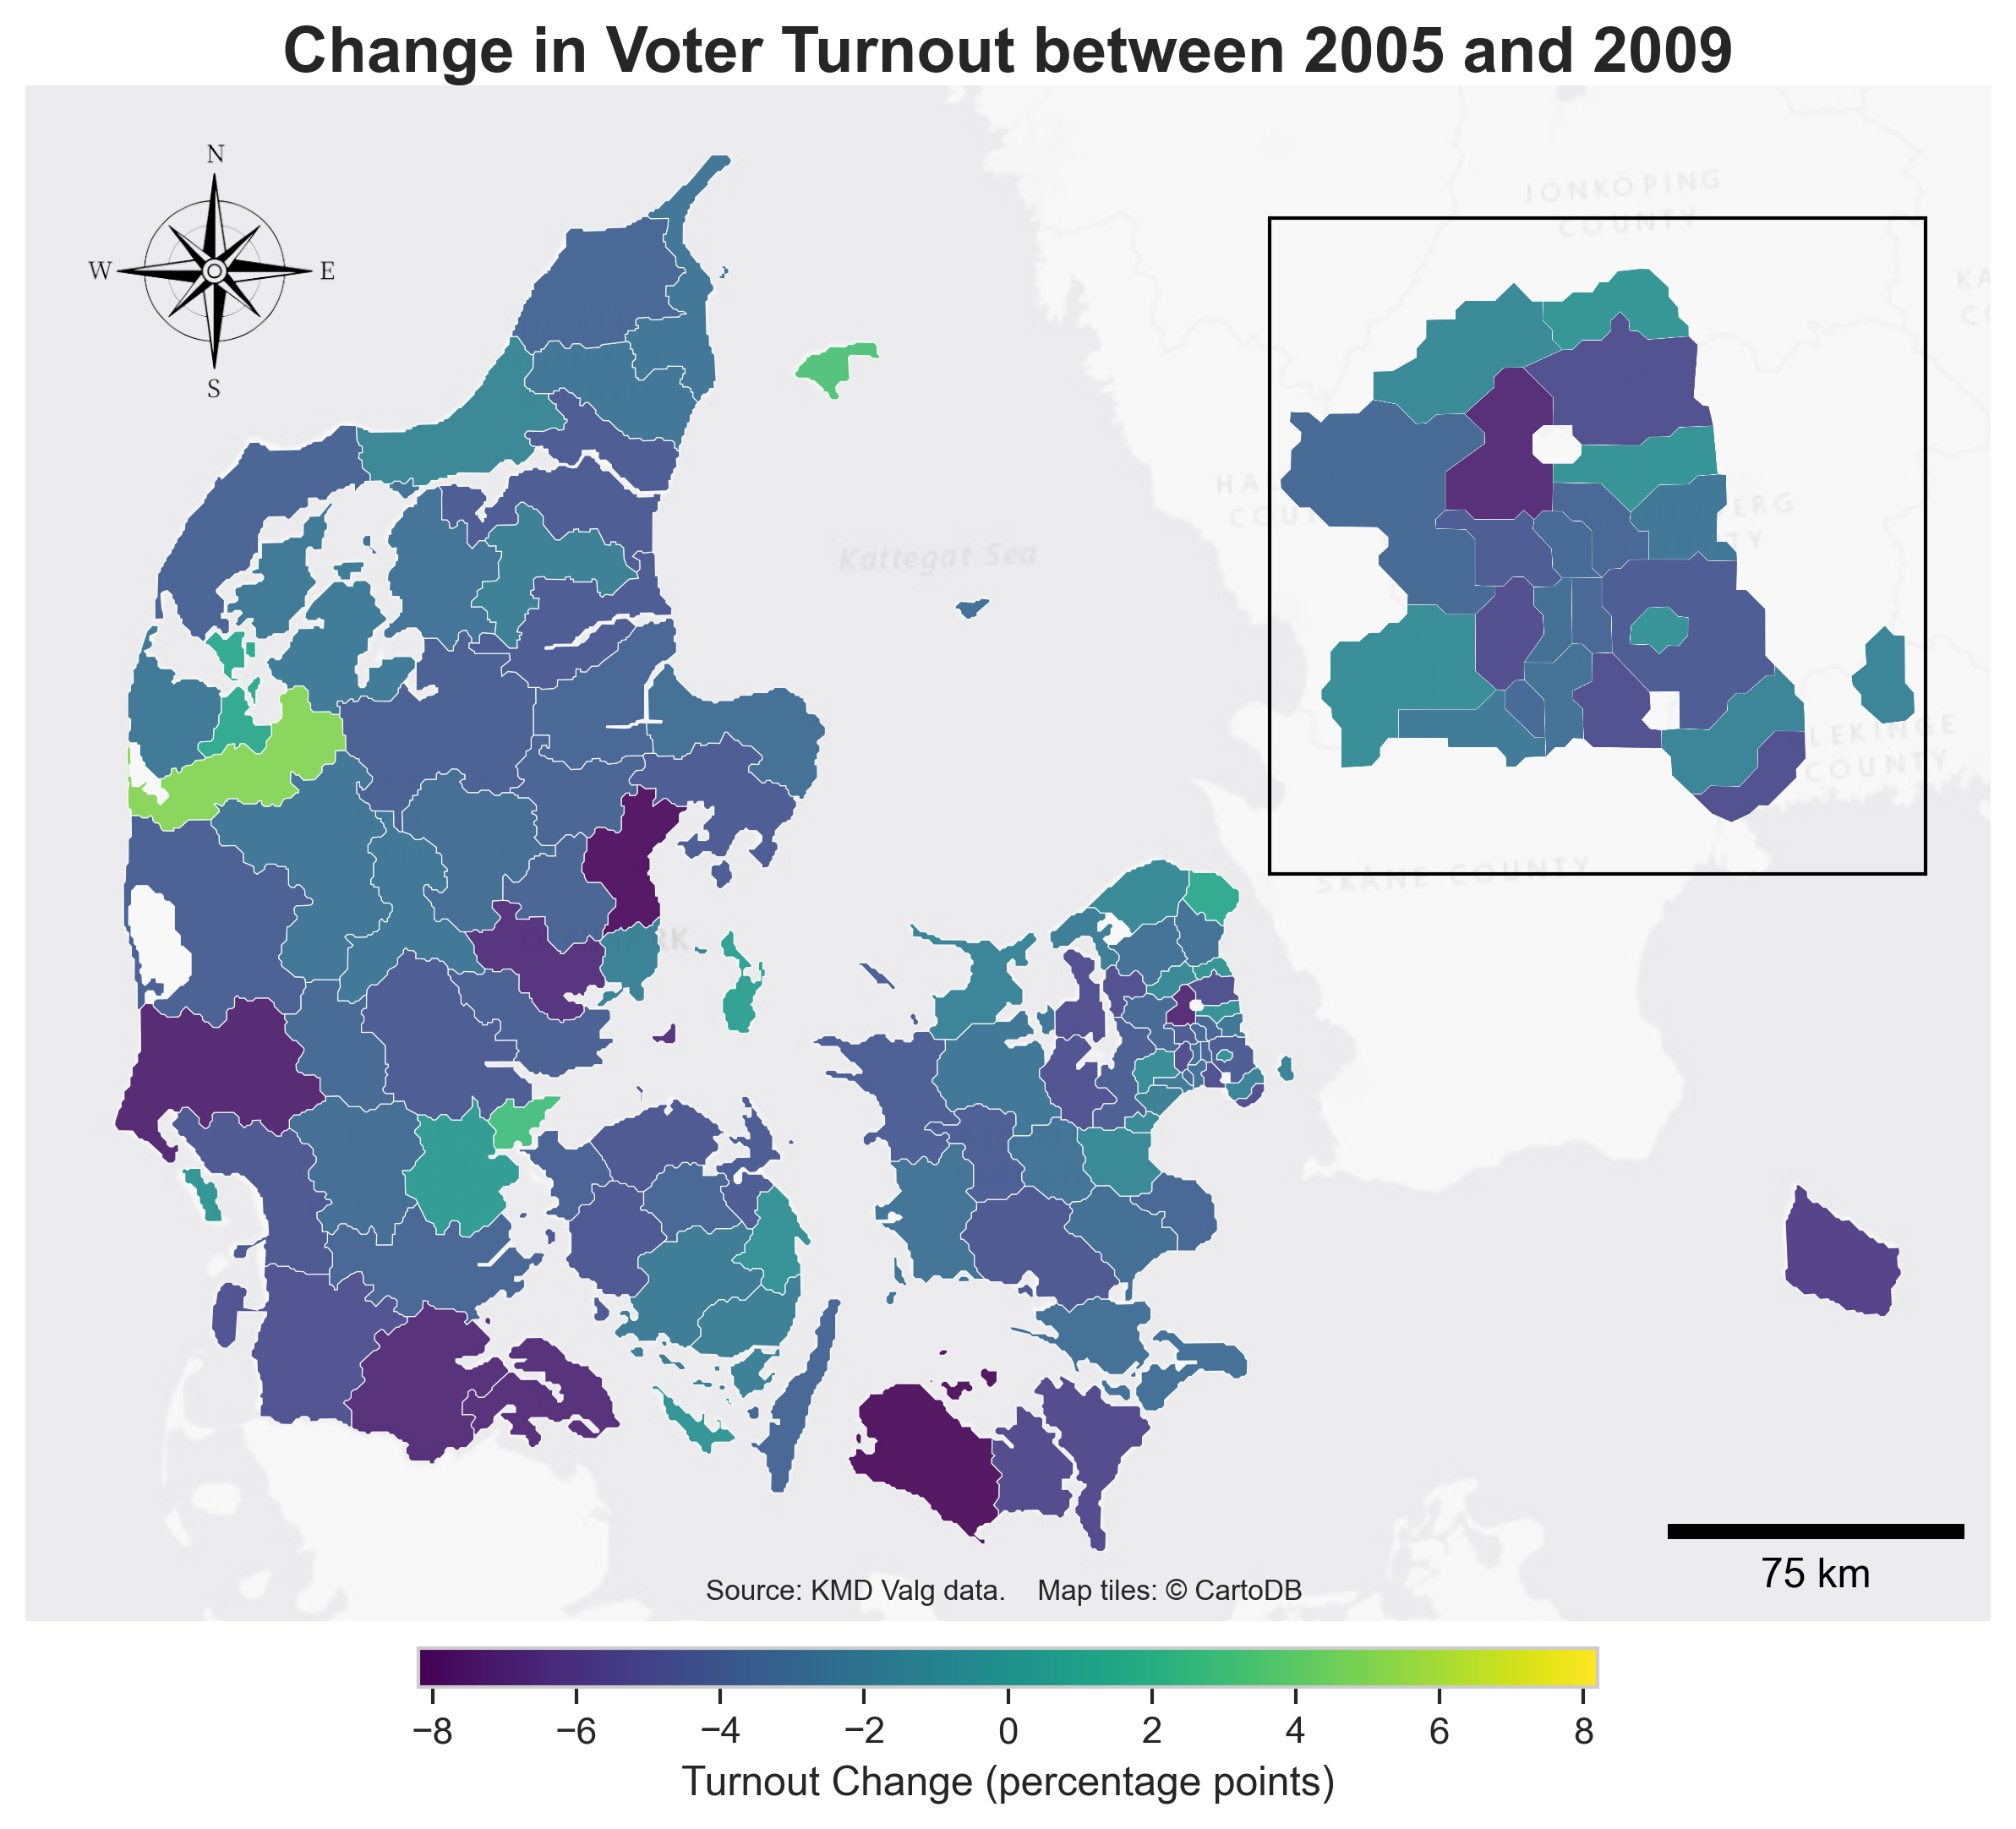 Change in Voter Turnout between 2005 and 2009
N
W
E
S
JÖNKÖPING
COUNTY
Kattegat Sea
SKÅNE COUNTY
COUNTY
Source: KMD Valg data. Map tiles: © CartoDB
75 km
−8 −6 −4 −2 0 2 4 6 8
Turnout Change (percentage points)